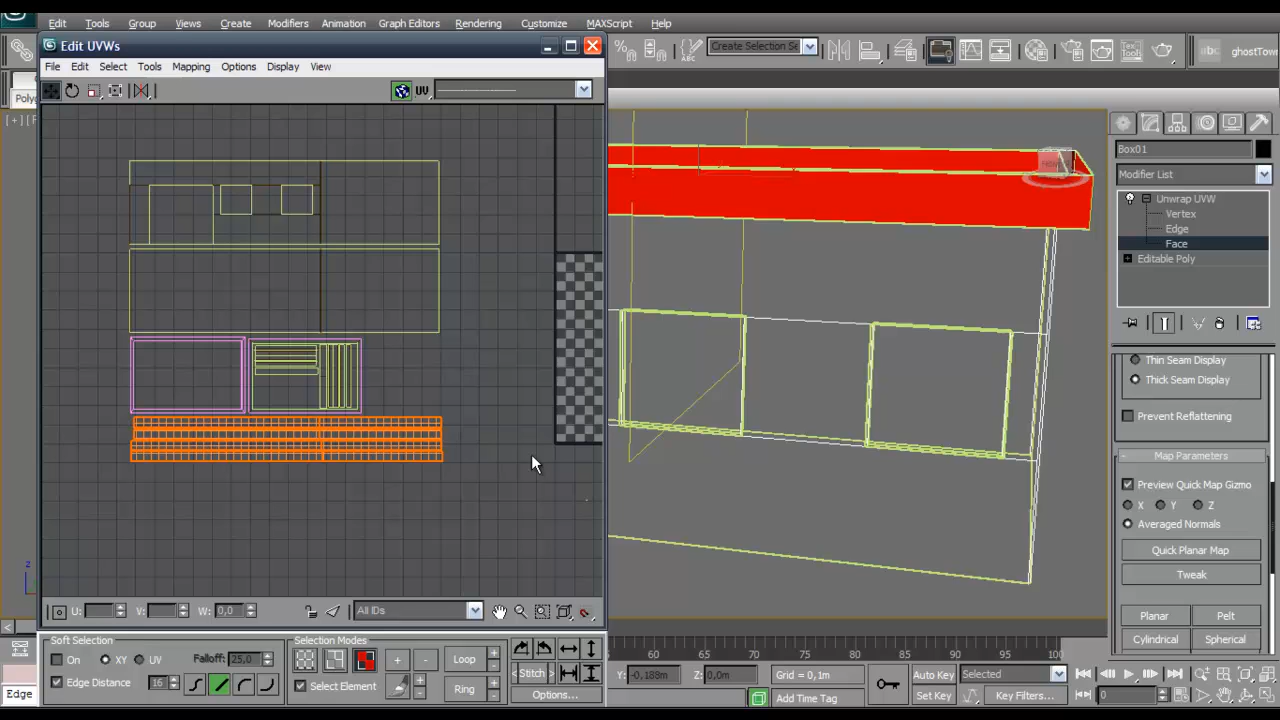 Edit Tools Group Views Create Modifiers Animation Graph Editors Rendering Customize MAXScript Help
Edit UVWs
Create Selection Se
abc ghostTown
File Edit Select Tools Mapping Options Display View
UV
Polyg
[ + ] [ F
Box01
Modifier List
Unwrap UVW
Vertex
Edge
Face
Editable Poly
Thin Seam Display
Thick Seam Display
Prevent Reflattening
Map Parameters
Preview Quick Map Gizmo
X Y Z
Averaged Normals
Quick Planar Map
Tweak
Planar Pelt
Cylindrical Spherical
z
U: V: W: 0,0 All IDs
Soft Selection
On XY UV Falloff: 25,0
Edge Distance 16
Selection Modes
+ - Loop
Select Element Ring
Stitch
Options...
60 65 70 75 80 85 90 95 100
Y: -0,188m Z: 0,0m Grid = 0,1m
Add Time Tag
Auto Key Selected
Set Key Key Filters...
0
Edge